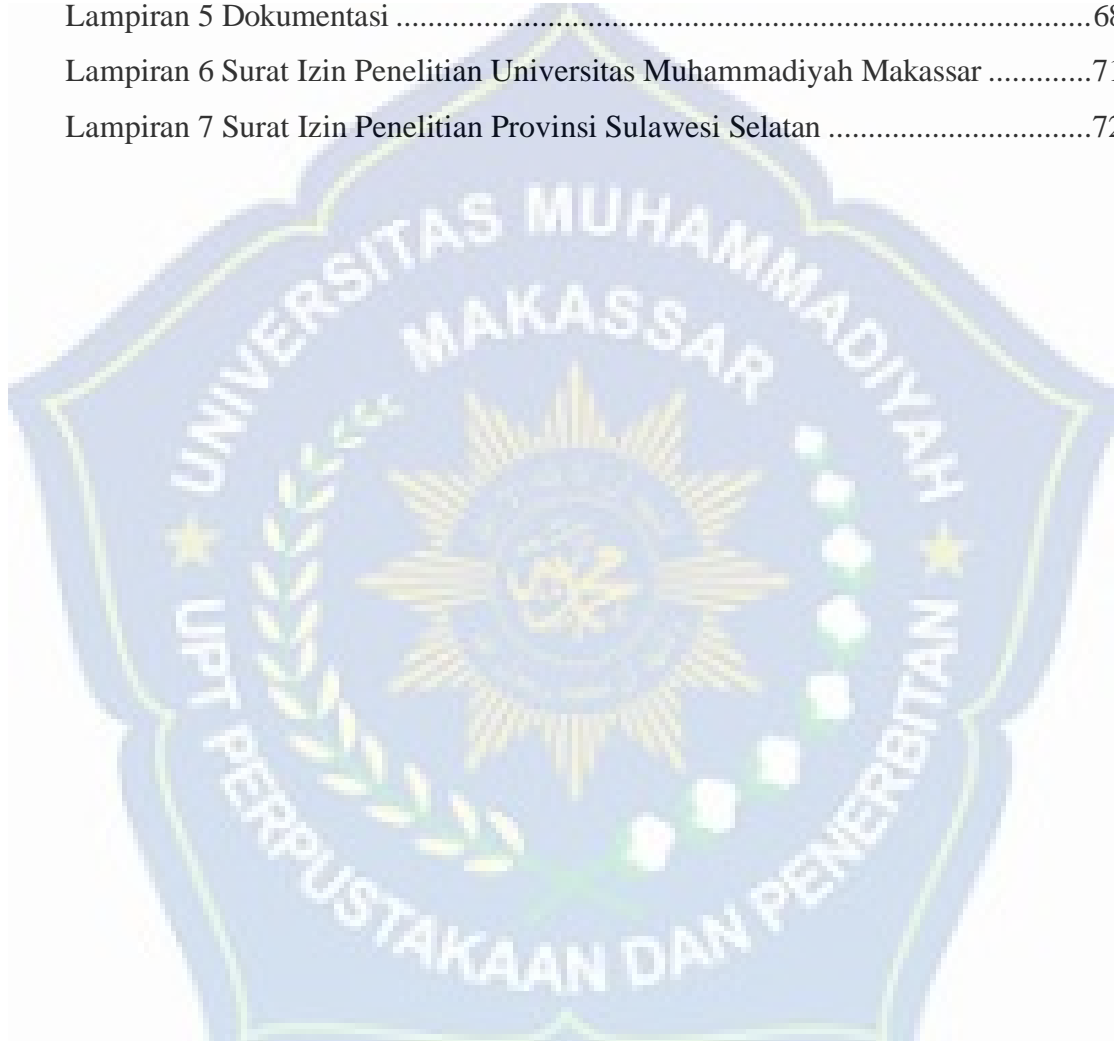 Lampiran 5 Dokumentasi ........................................................................................68
Lampiran 6 Surat Izin Penelitian Universitas Muhammadiyah Makassar .............71
Lampiran 7 Surat Izin Penelitian Provinsi Sulawesi Selatan .................................72
UNIVERSITAS MUHAMMADIYAH
MAKASSAR
UPT PERPUSTAKAAN DAN PENERBITAN